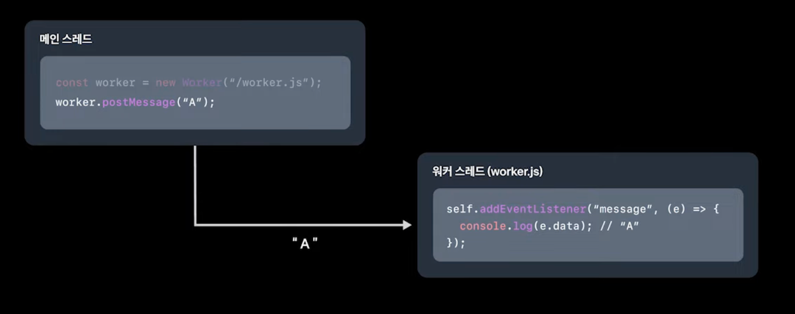 메인 스레드
const worker = new Worker(“/worker.js”);
worker.postMessage(“A”);
워커 스레드 (worker.js)
self.addEventListener(“message”, (e) => {
console.log(e.data); // “A”
});
"A"